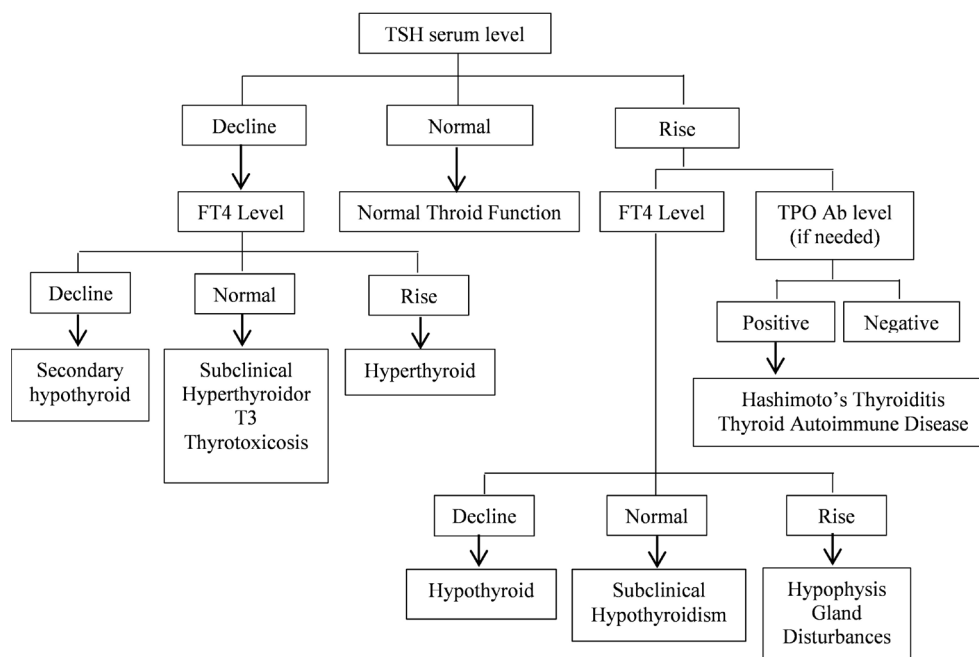 TSH serum level
Decline
Normal
Rise
FT4 Level
Normal Throid Function
FT4 Level
TPO Ab level
(if needed)
Decline
Normal
Rise
Positive
Negative
Secondary
hypothyroid
Subclinical
Hyperthyroidor
T3
Thyrotoxicosis
Hyperthyroid
Hashimoto’s Thyroiditis
Thyroid Autoimmune Disease
Decline
Normal
Rise
Hypothyroid
Subclinical
Hypothyroidism
Hypophysis
Gland
Disturbances